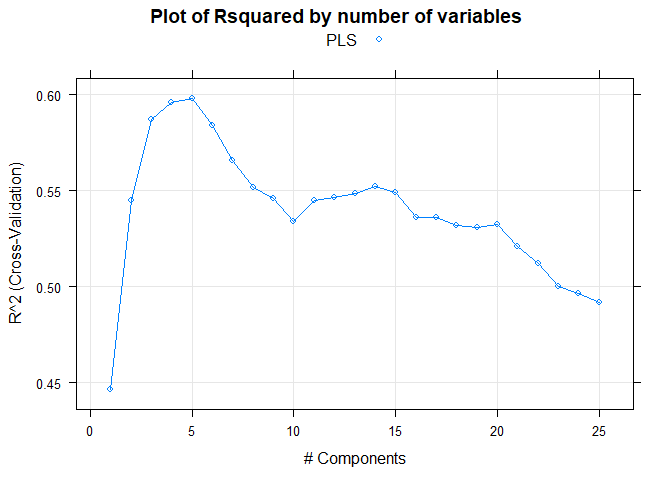 Plot of Rsquared by number of variables
PLS
0.60
0.55
0.50
0.45
R^2 (Cross-Validation)
0 5 10 15 20 25
# Components